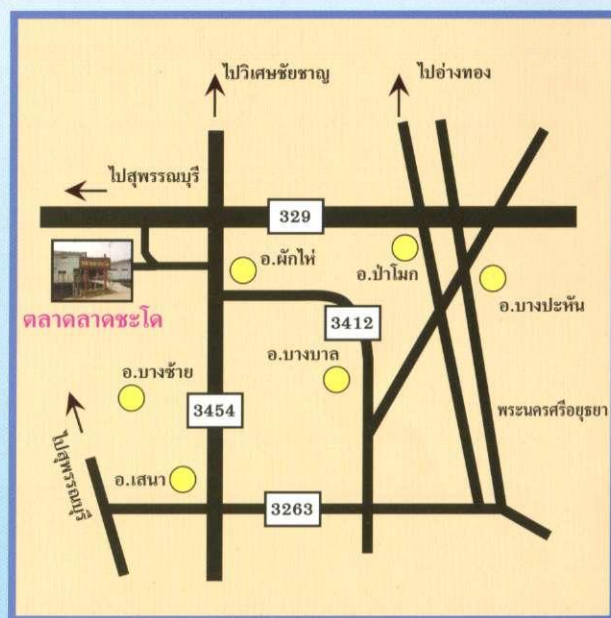 ไปวิเศษชัยชาญ
ไปอ่างทอง
ไปสุพรรณบุรี
329
อ.ผักไห่
อ.ป่าโมก
อ.บางปะหัน
ตลาดลาดชะโด
3412
อ.บางบาล
อ.บางซ้าย
3454
พระนครศรีอยุธยา
ไปสุพรรณบุรี
อ.เสนา
3263